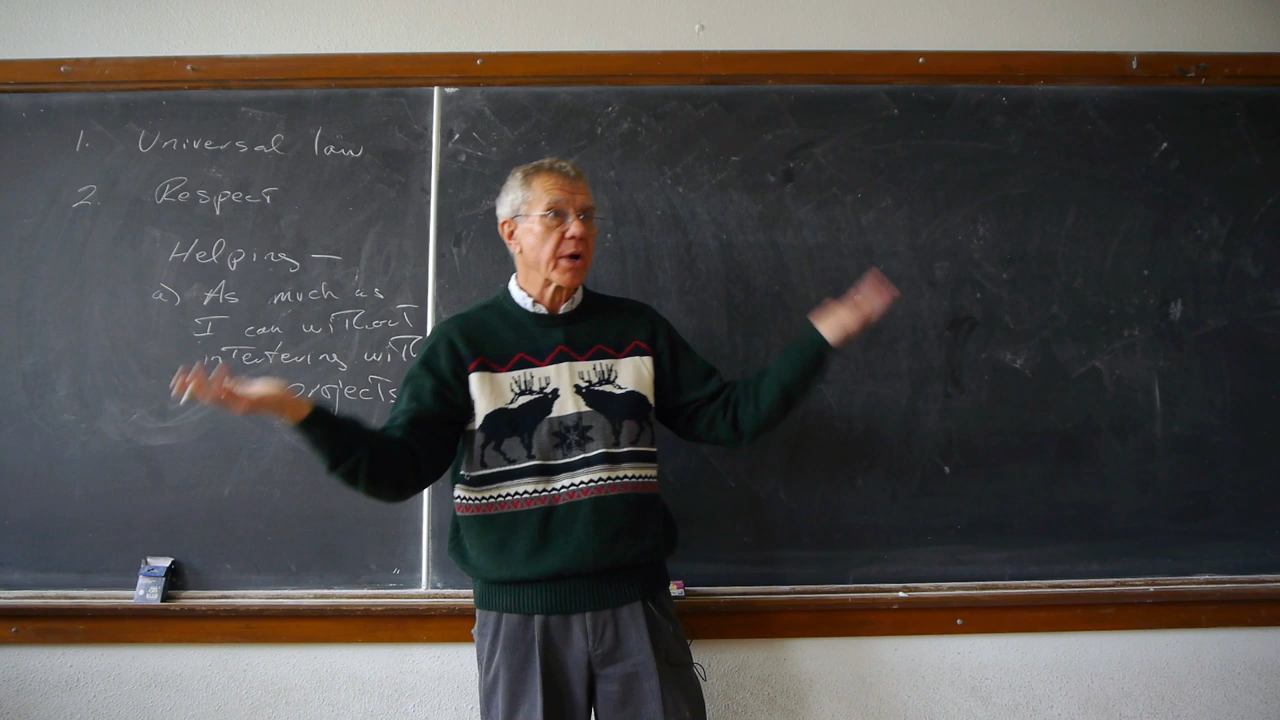 1. Universal law
2. Respect
Helping —
a) As much as
I can without
interfering with
projects